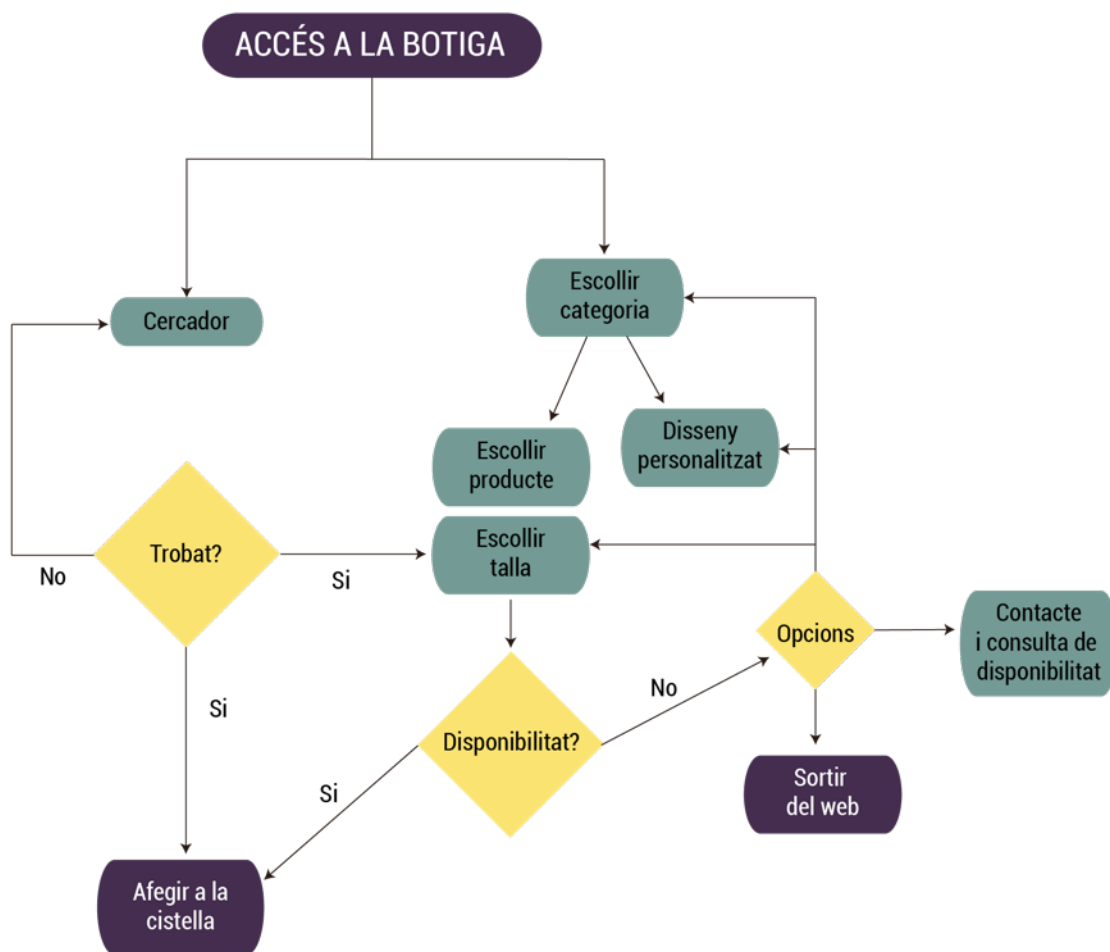 ACCÉS A LA BOTIGA
Cercador
Escollir
categoria
Escollir
producte
Disseny
personalitzat
Trobat?
No
Si
Escollir
talla
Si
Disponibilitat?
No
Si
Opcions
Contacte
i consulta de
disponibilitat
Sortir
del web
Afegir a la
cistella